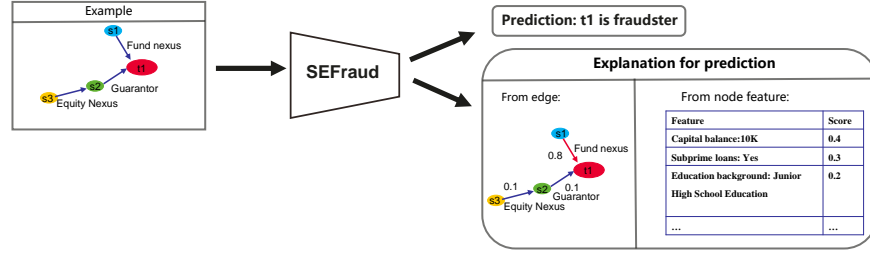 Example
s1
Fund nexus
t1
s2
Guarantor
s3
Equity Nexus
SEFraud
Prediction: t1 is fraudster
Explanation for prediction
From edge:
s1
Fund nexus
0.8
t1
0.1
s2
0.1
Guarantor
s3
Equity Nexus
From node feature:
Feature Score
Capital balance:10K 0.4
Subprime loans: Yes 0.3
Education background: Junior 0.2
High School Education
... ...